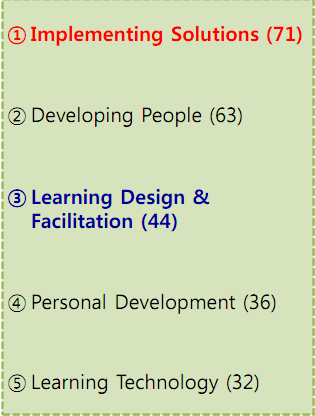 ① Implementing Solutions (71)
② Developing People (63)
③ Learning Design &
Facilitation (44)
④ Personal Development (36)
⑤ Learning Technology (32)